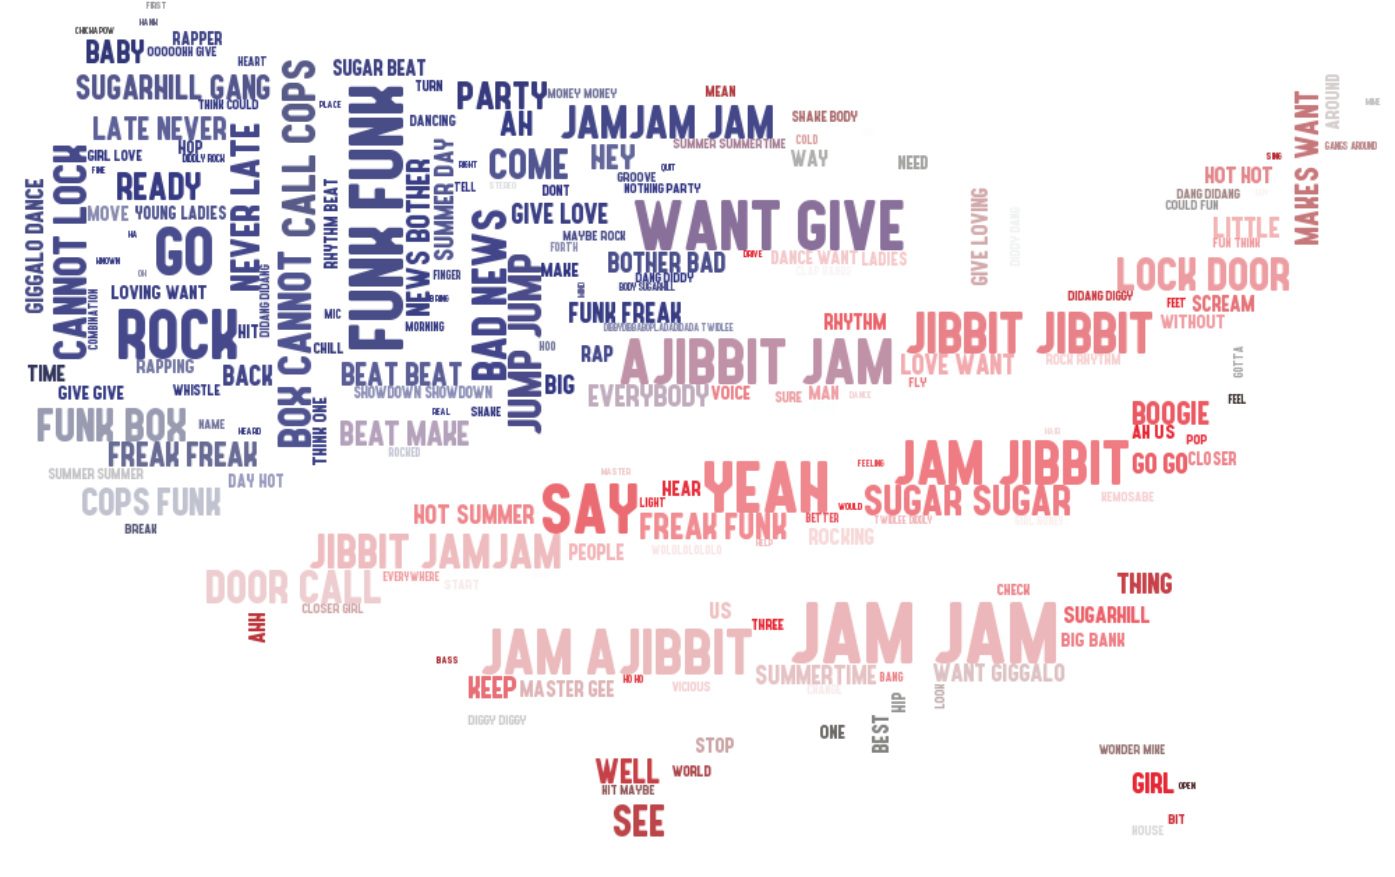 FIRST
HANW
CHICKA POW
RAPPER
BABY
OOOOOHH GIVE
HEART
SUGAR BEAT
SUGARHILL GANG
TURN
THINK COULD
PLACE
PARTY
MONEY MONEY
MEAN
BOX CANNOT CALL COPS
FUNK FUNK
AROUND
MAKES WANT
DANCING
AH
JAMJAM JAM
SHAKE BODY
LATE NEVER
NEVER LATE
SUMMER SUMMERTIME
COLD
HOP
GIRL LOVE
DIDDLY ROCK
SUMMER DAY
RIGHT
COME
HEY
QUIT
WAY
NEED
SING
GANGS AROUND
FINE
CANNOT LOCK
READY
NEWS BOTHER
TELL
STEREO
DONT
GROOVE
NOTHING PARTY
HOT HOT
GIGGALO DANCE
RHYTHM BEAT
GIVE LOVING
DANG DIDANG
COULD FUN
MOVE
YOUNG LADIES
BAD NEWS
GIVE LOVE
WANT GIVE
DIDDY DANG
LITTLE
HA
GO
MAYBE ROCK
FORTH
FUN THINK
DRIVE
DANCE WANT
LADIES
OH
DIDANG DIDANG
FINGER
JUMP JUMP
MAKE
BOTHER BAD
CLAP HANDS
LOCK DOOR
DANG DIDDY
BODY SUGARHILL
MIND
LOVING WANT
BRING
DIDANG DIGGY
FEET
SCREAM
COMBINATION
ROCK
MIC
FUNK FREAK
RHYTHM
JIBBIT JIBBIT
WITHOUT
HIT
MORNING
CHILL
HOO
RAP
AJIBBIT JAM
LOVE WANT
ROCK RHYTHM
GOTTA
RAPPING
TIME
BACK
BEAT BEAT
BIG
FLY
GIVE GIVE
WHISTLE
SHOWDOWN SHOWDOWN
EVERYBODY
VOICE
SURE
MAN
DANCE
FEEL
FUNK BOX
NAME
THINK ONE
REAL
SHAKE
BOOGIE
HEARD
BEAT MAKE
HAIR
AH US
POP
FREAK FREAK
ROCKED
JAM JIBBIT
GO GO
CLOSER
SUMMER SUMMER
DAY HOT
MASTER
YEAH
FEELING
COPS FUNK
SAY
HEAR
LIGHT
WOULD
SUGAR SUGAR
KEMOSABE
BREAK
HOT SUMMER
FREAK FUNK
BETTER
TWIDLEE DIDDLY
ROCKING
HELP
JIBBIT JAMJAM
PEOPLE
WOLOLOLOLOLO
DOOR CALL
EVERYWHERE
START
CHECK
THING
CLOSER GIRL
AHH
US
THREE
JAM JAM
SUGARHILL
BIG BANK
JAM AJIBBIT
BASS
SUMMERTIME
BANG
WANT GIGGALO
KEEP
MASTER GEE
HO HO
VICIOUS
CHANGE
LOOK
HIP
DIGGY DIGGY
ONE
BEST
STOP
WONDER MIKE
WELL
WORLD
HIT MAYBE
GIRL
OPEN
SEE
BIT
HOUSE